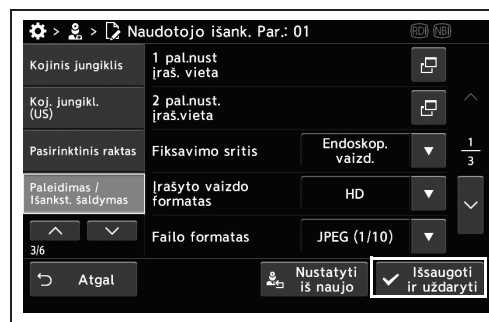 > > Naudotojo išank. Par.: 01 RDI NBI
Kojinis jungiklis
1 pal.nust
įraš. vieta
Koj. jungikl.
(US)
2 pal.nust.
įraš.vieta
Pasirinktinis raktas
Fiksavimo sritis
Endoskop.
vaizd.
1
3
Paleidimas /
Išankst. šaldymas
Įrašyto vaizdo
formatas
HD
3/6
Failo formatas
JPEG (1/10)
Atgal
Nustatyti
iš naujo
Išsaugoti
ir uždaryti